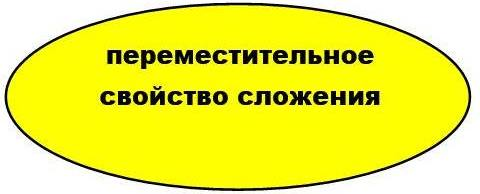 переместительное
свойство сложения